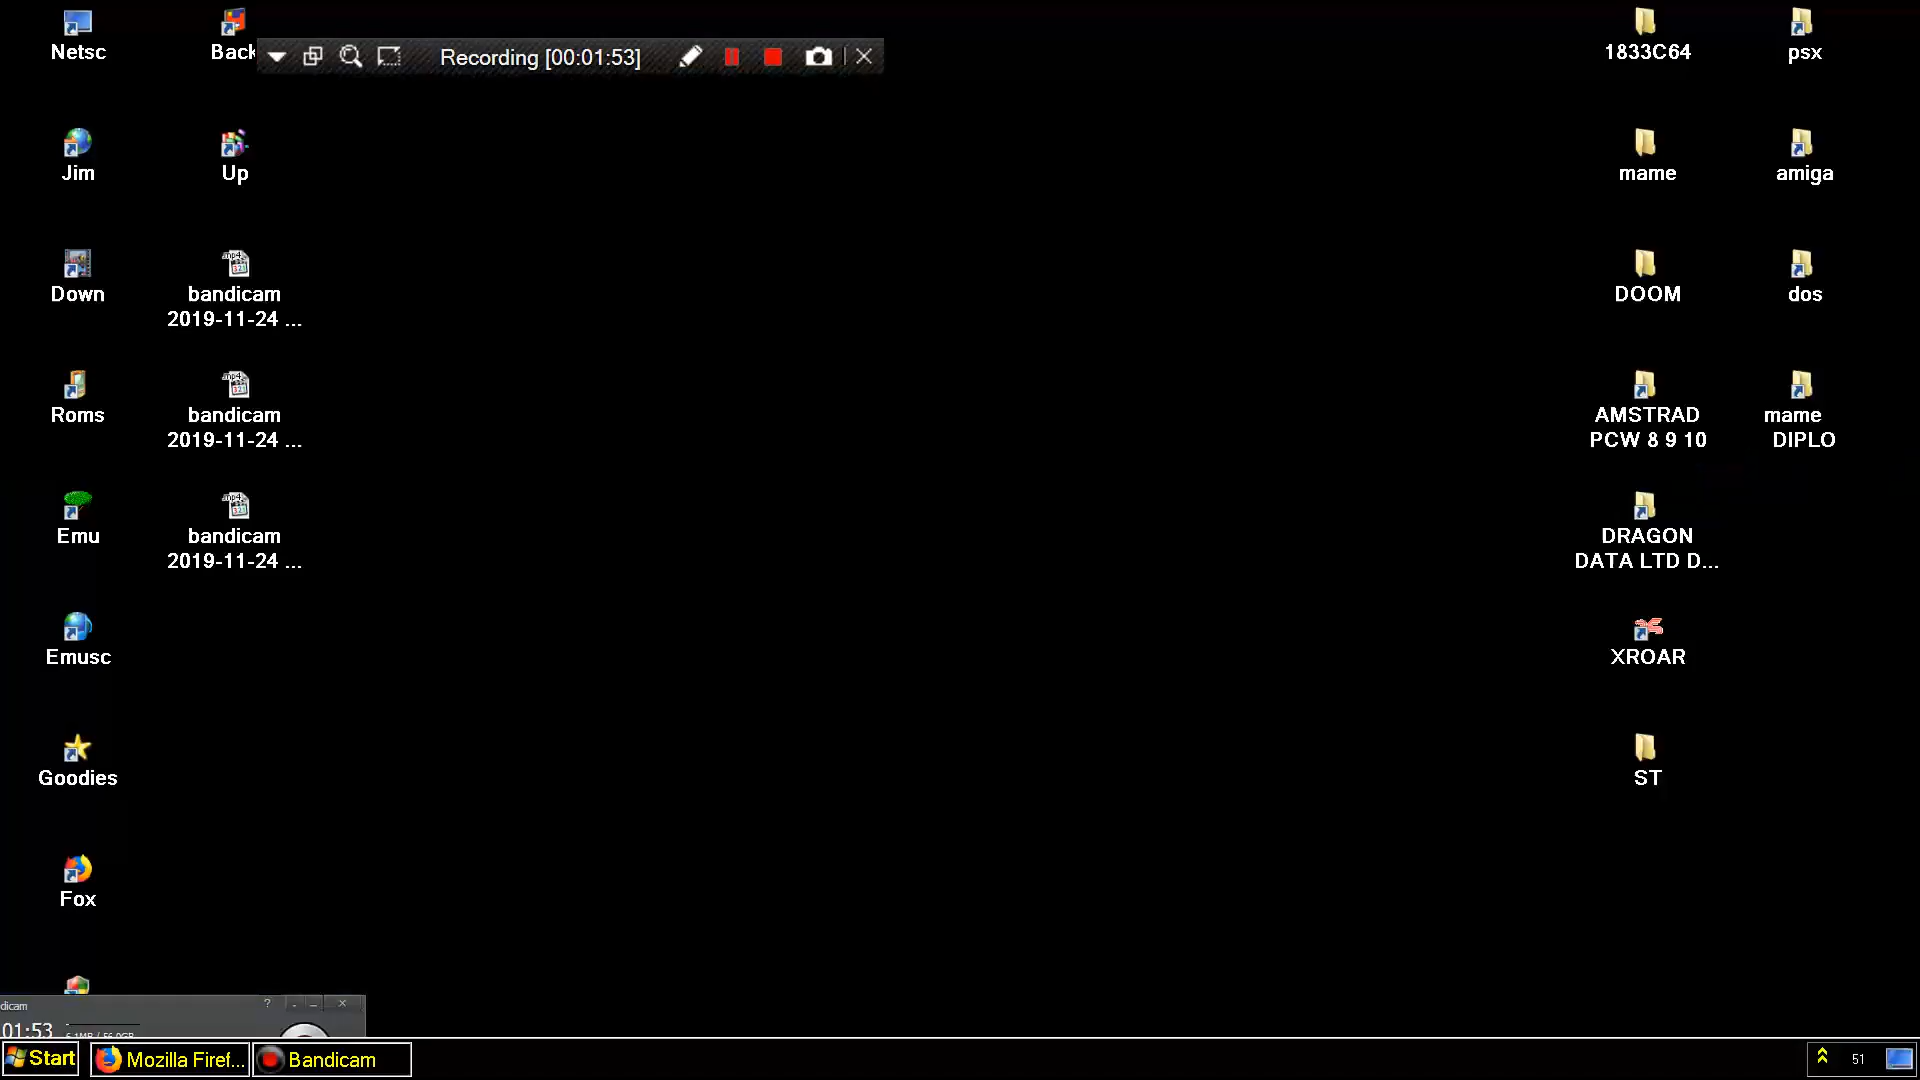 Netsc
Back
Recording [00:01:53]
1833C64
psx
Jim
Up
mame
amiga
Down
bandicam
2019-11-24 ...
DOOM
dos
Roms
bandicam
2019-11-24 ...
AMSTRAD
PCW 8 9 10
mame
DIPLO
Emu
bandicam
2019-11-24 ...
DRAGON
DATA LTD D...
Emusc
XROAR
Goodies
ST
Fox
dicam
01:53
Start
Mozilla Firef...
Bandicam
51